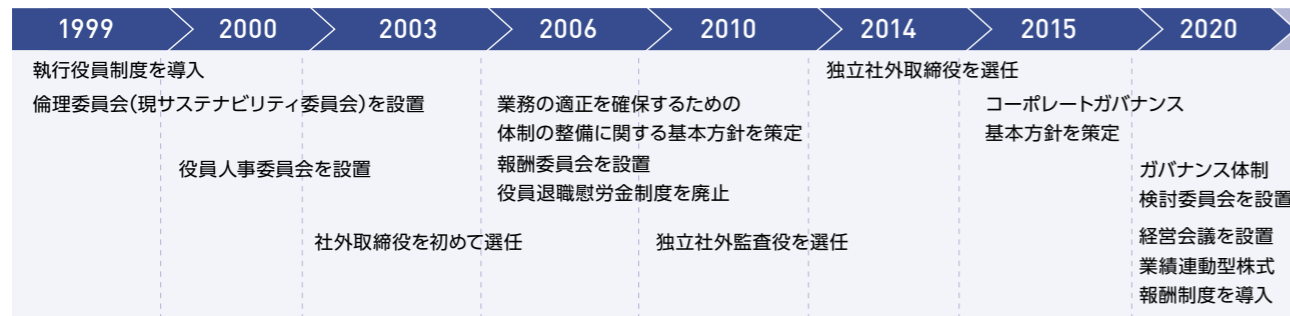 1999
2000
2003
2006
2010
2014
2015
2020
執行役員制度を導入
倫理委員会(現サステナビリティ委員会)を設置
役員人事委員会を設置
社外取締役を初めて選任
業務の適正を確保するための
体制の整備に関する基本方針を策定
報酬委員会を設置
役員退職慰労金制度を廃止
独立社外監査役を選任
独立社外取締役を選任
コーポレートガバナンス
基本方針を策定
ガバナンス体制
検討委員会を設置
経営会議を設置
業績連動型株式
報酬制度を導入